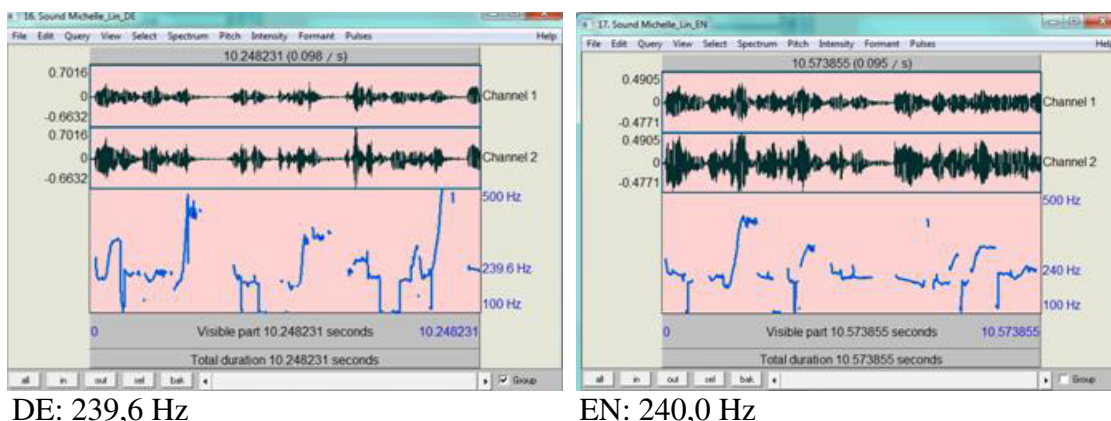 16. Sound Michelle_Lin_DE
File Edit Query View Select Spectrum Pitch Intensity Formant Pulses Help
10.248231 (0.098 / s)
0.7016
0
-0.6632
Channel 1
0.7016
0
-0.6632
Channel 2
500 Hz
239.6 Hz
100 Hz
0 Visible part 10.248231 seconds 10.248231
Total duration 10.248231 seconds
all in out sel bak Group
DE: 239,6 Hz
17. Sound Michelle_Lin_EN
File Edit Query View Select Spectrum Pitch Intensity Formant Pulses Help
10.573855 (0.095 / s)
0.4905
0
-0.4771
Channel 1
0.4905
0
-0.4771
Channel 2
500 Hz
240 Hz
100 Hz
0 Visible part 10.573855 seconds 10.573855
Total duration 10.573855 seconds
all in out sel bak Group
EN: 240,0 Hz